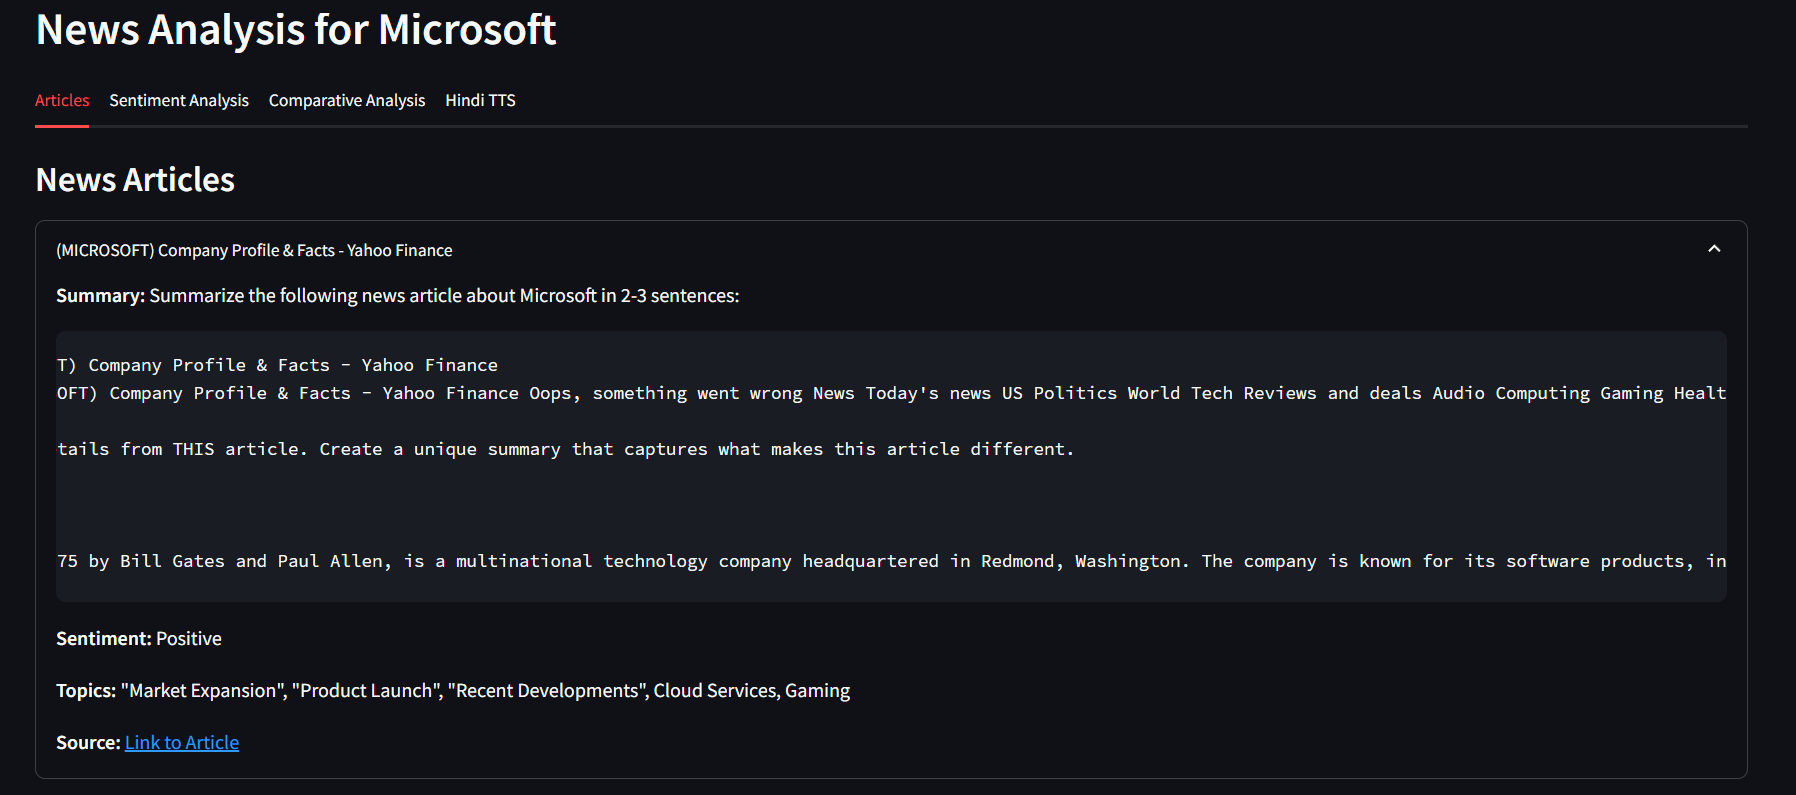 News Analysis for Microsoft
Articles Sentiment Analysis Comparative Analysis Hindi TTS
News Articles
(MICROSOFT) Company Profile & Facts - Yahoo Finance
Summary: Summarize the following news article about Microsoft in 2-3 sentences:
T) Company Profile & Facts - Yahoo Finance
OFT) Company Profile & Facts - Yahoo Finance Oops, something went wrong News Today's news US Politics World Tech Reviews and deals Audio Computing Gaming Healt
tails from THIS article. Create a unique summary that captures what makes this article different.
75 by Bill Gates and Paul Allen, is a multinational technology company headquartered in Redmond, Washington. The company is known for its software products, in
Sentiment: Positive
Topics: "Market Expansion", "Product Launch", "Recent Developments", Cloud Services, Gaming
Source: Link to Article